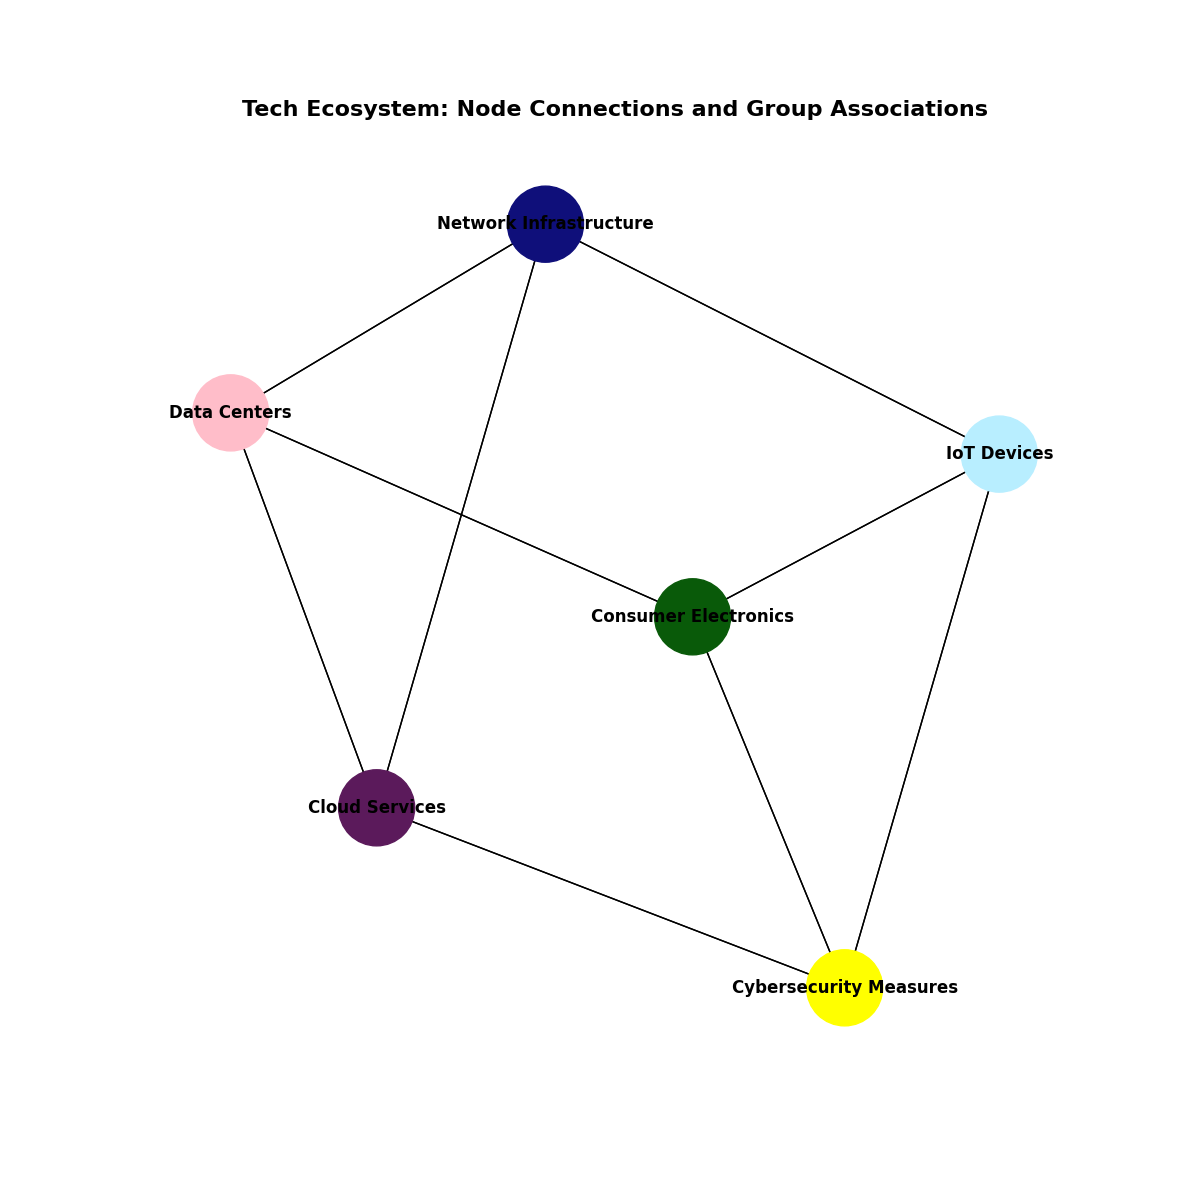 Tech Ecosystem: Node Connections and Group Associations
Network Infrastructure
Data Centers
IoT Devices
Consumer Electronics
Cloud Services
Cybersecurity Measures